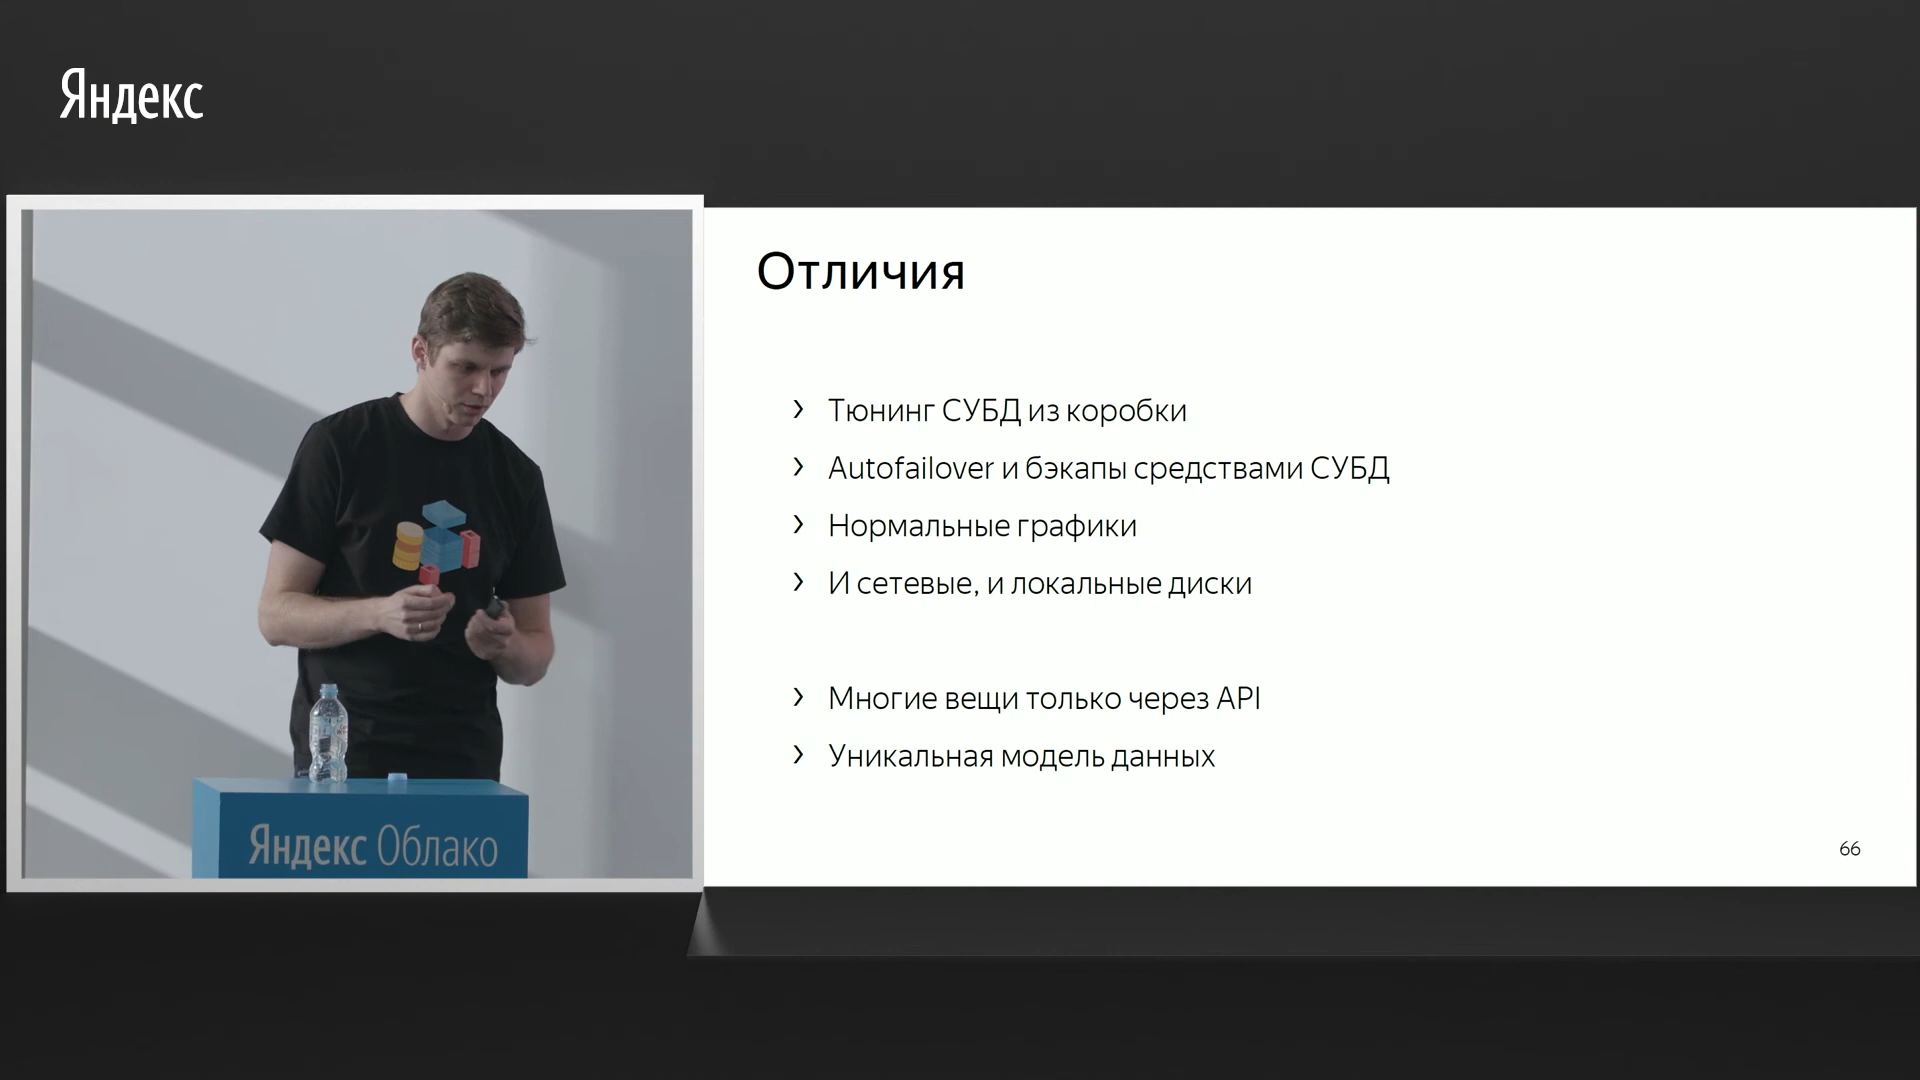 Яндекс
Отличия
Тюнинг СУБД из коробки
Autofailover и бэкапы средствами СУБД
Нормальные графики
И сетевые, и локальные диски
Многие вещи только через API
Уникальная модель данных
66
Яндекс Облако